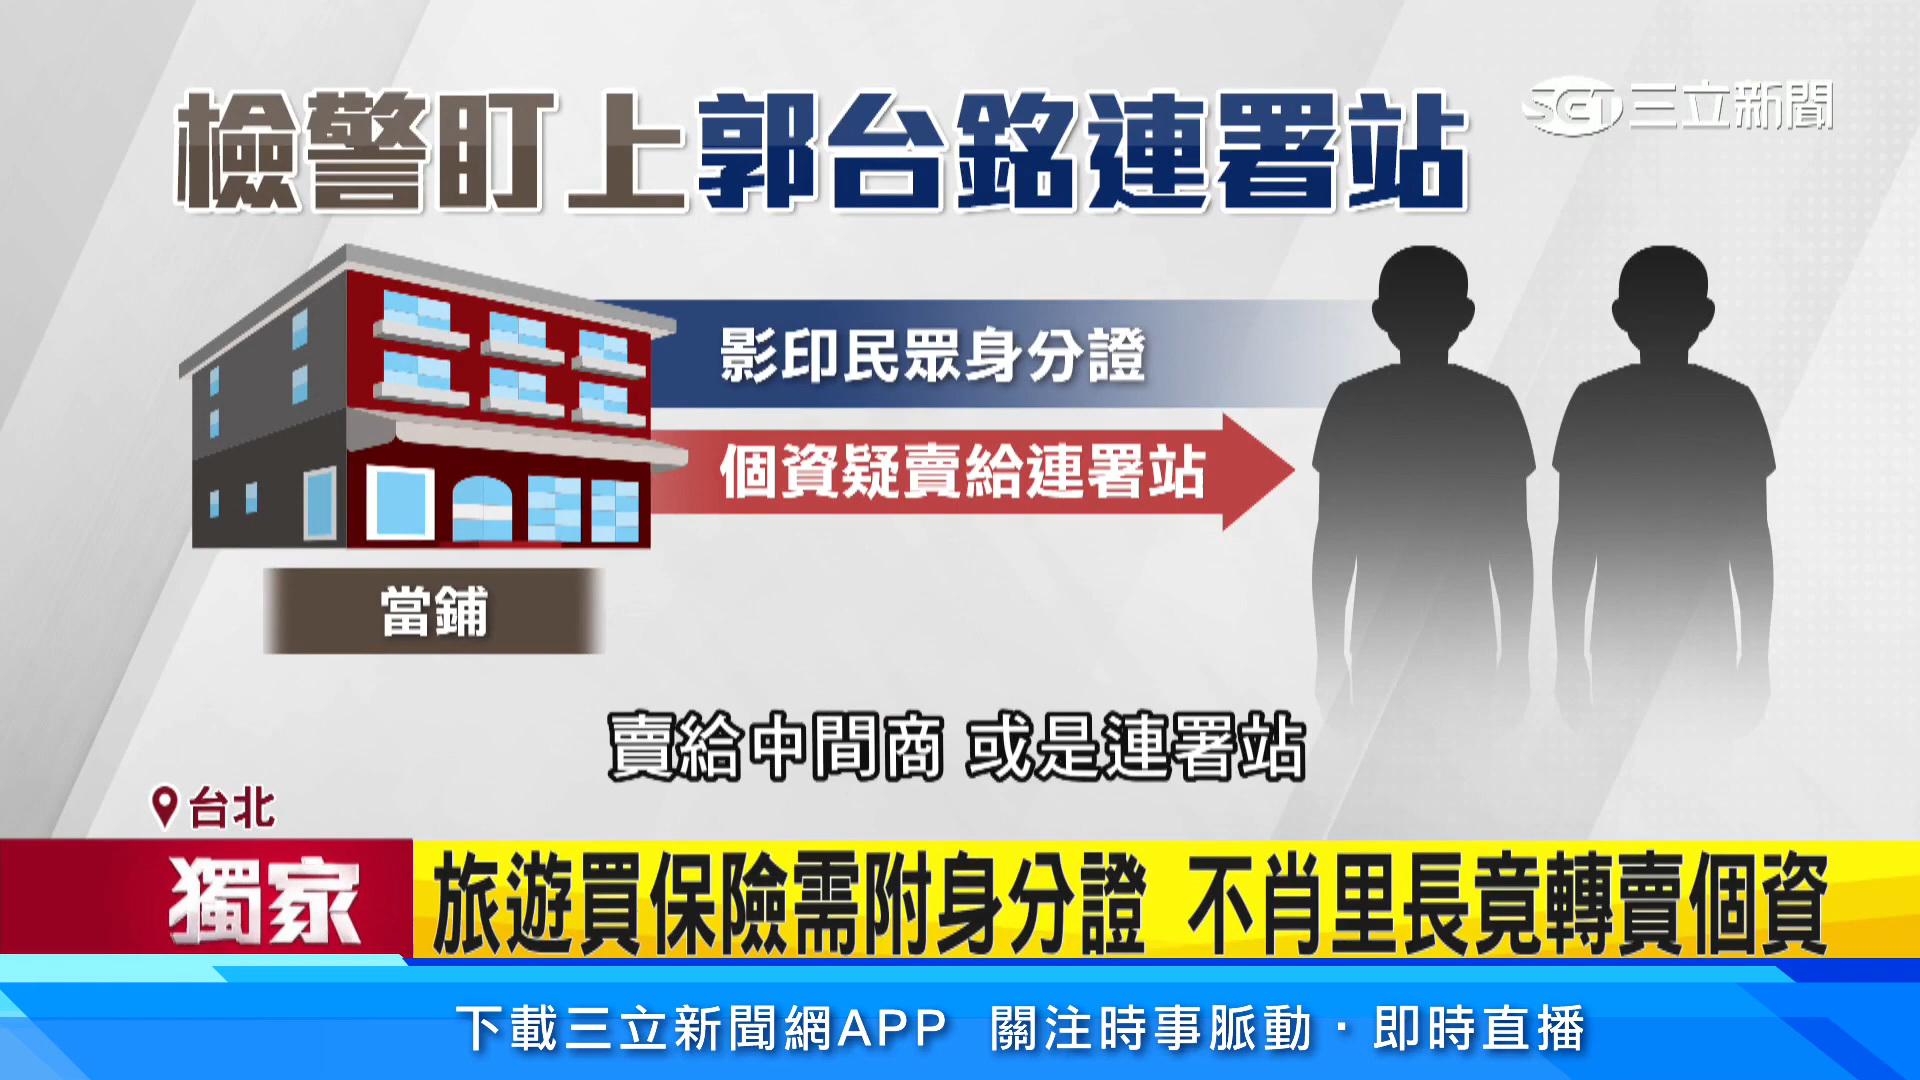 檢警盯上郭台銘連署站
SET三立新聞
影印民眾身分證
個資疑賣給連署站
當鋪
賣給中間商 或是連署站
台北
獨家
旅遊買保險需附身分證 不肖里長竟轉賣個資
下載三立新聞網APP 關注時事脈動·即時直播